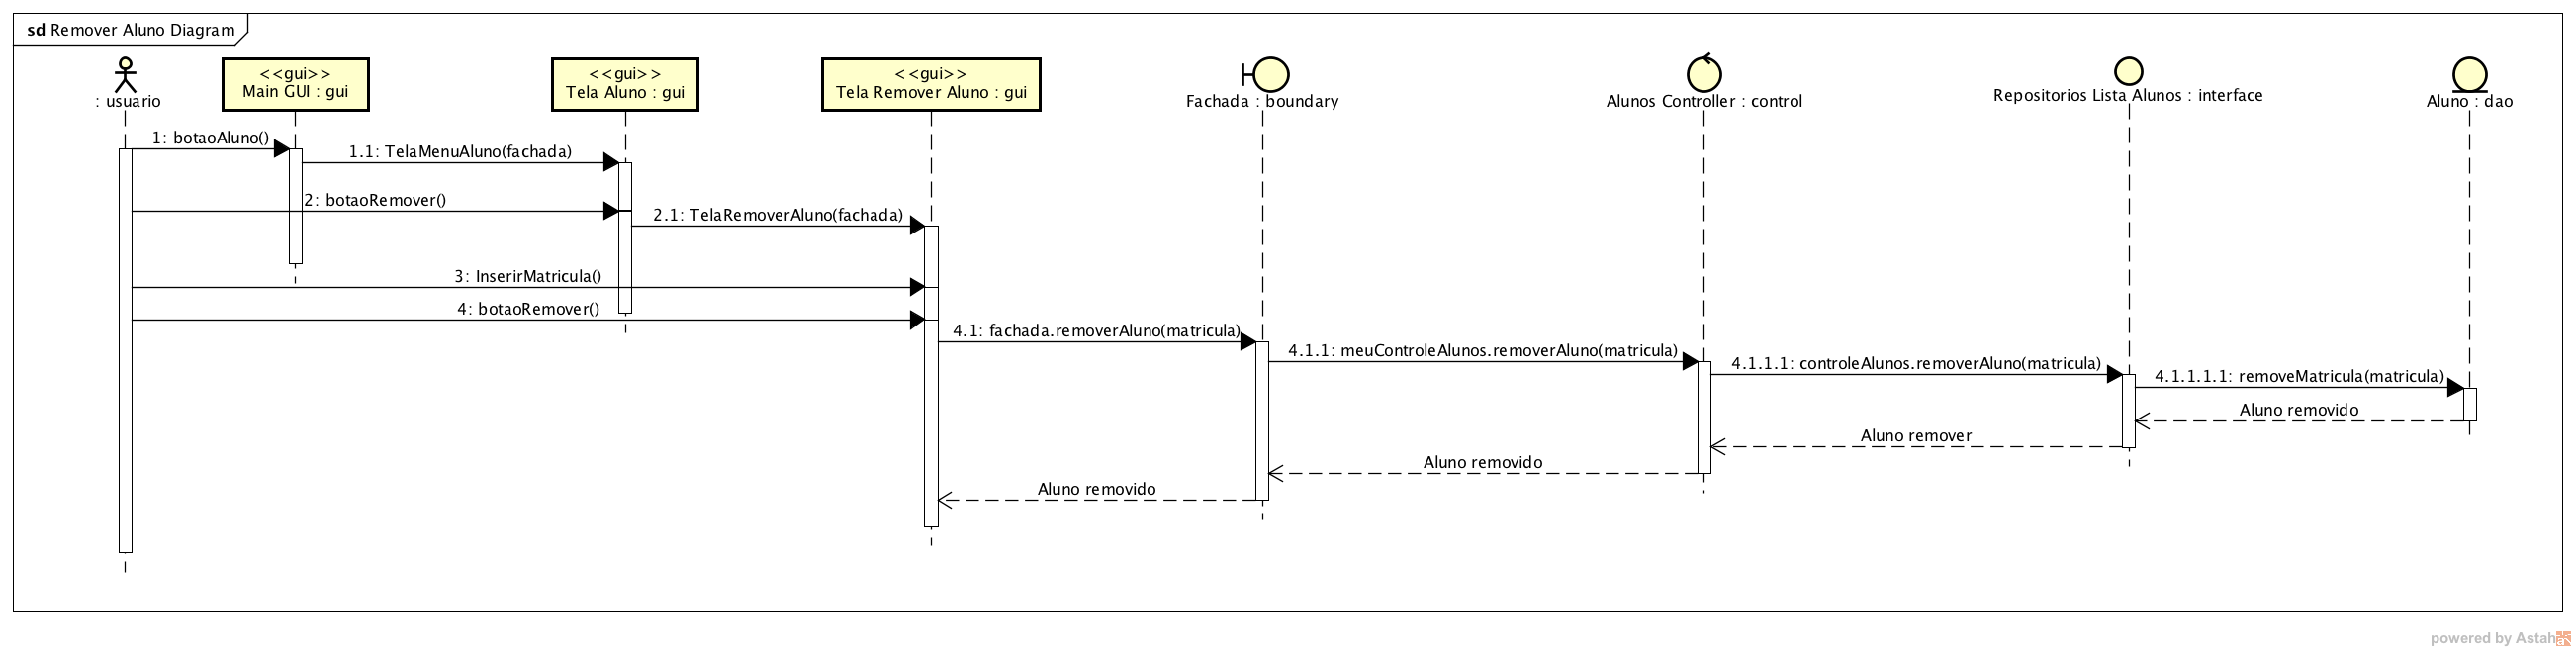 sd Remover Aluno Diagram
: usuario
<<gui>>
Main GUI : gui
<<gui>>
Tela Aluno : gui
<<gui>>
Tela Remover Aluno : gui
Fachada : boundary
Alunos Controller : control
Repositorios Lista Alunos : interface
Aluno : dao
1: botaoAluno()
1.1: TelaMenuAluno(fachada)
2: botaoRemover()
2.1: TelaRemoverAluno(fachada)
3: InserirMatricula()
4: botaoRemover()
4.1: fachada.removerAluno(matricula)
4.1.1: meuControleAlunos.removerAluno(matricula)
4.1.1.1: controleAlunos.removerAluno(matricula)
4.1.1.1.1: removeMatricula(matricula)
Aluno removido
Aluno remover
Aluno removido
Aluno removido
powered by Astah